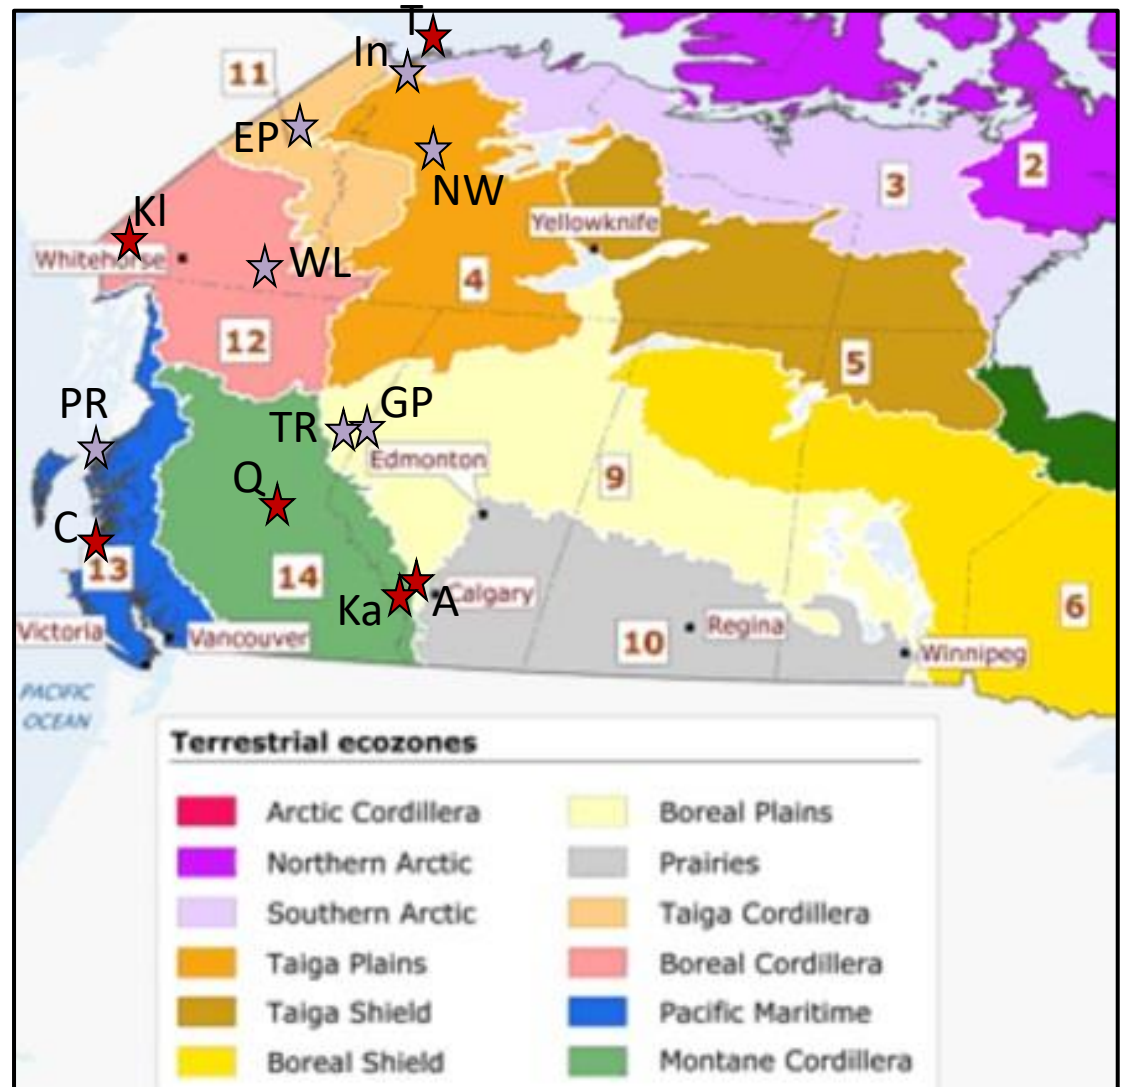 T
In
11
EP
NW
2
3
Kl
Yellowknife
Whitehorse
WL
4
12
5
PR
GP
TR
Edmonton
Q
9
C
13
14
Ka
A
Calgary
6
10
Regina
Victoria
Vancouver
Winnipeg
PACIFIC
OCEAN
Terrestrial ecozones
Arctic Cordillera
Boreal Plains
Northern Arctic
Prairies
Southern Arctic
Taiga Cordillera
Taiga Plains
Boreal Cordillera
Taiga Shield
Pacific Maritime
Boreal Shield
Montane Cordillera